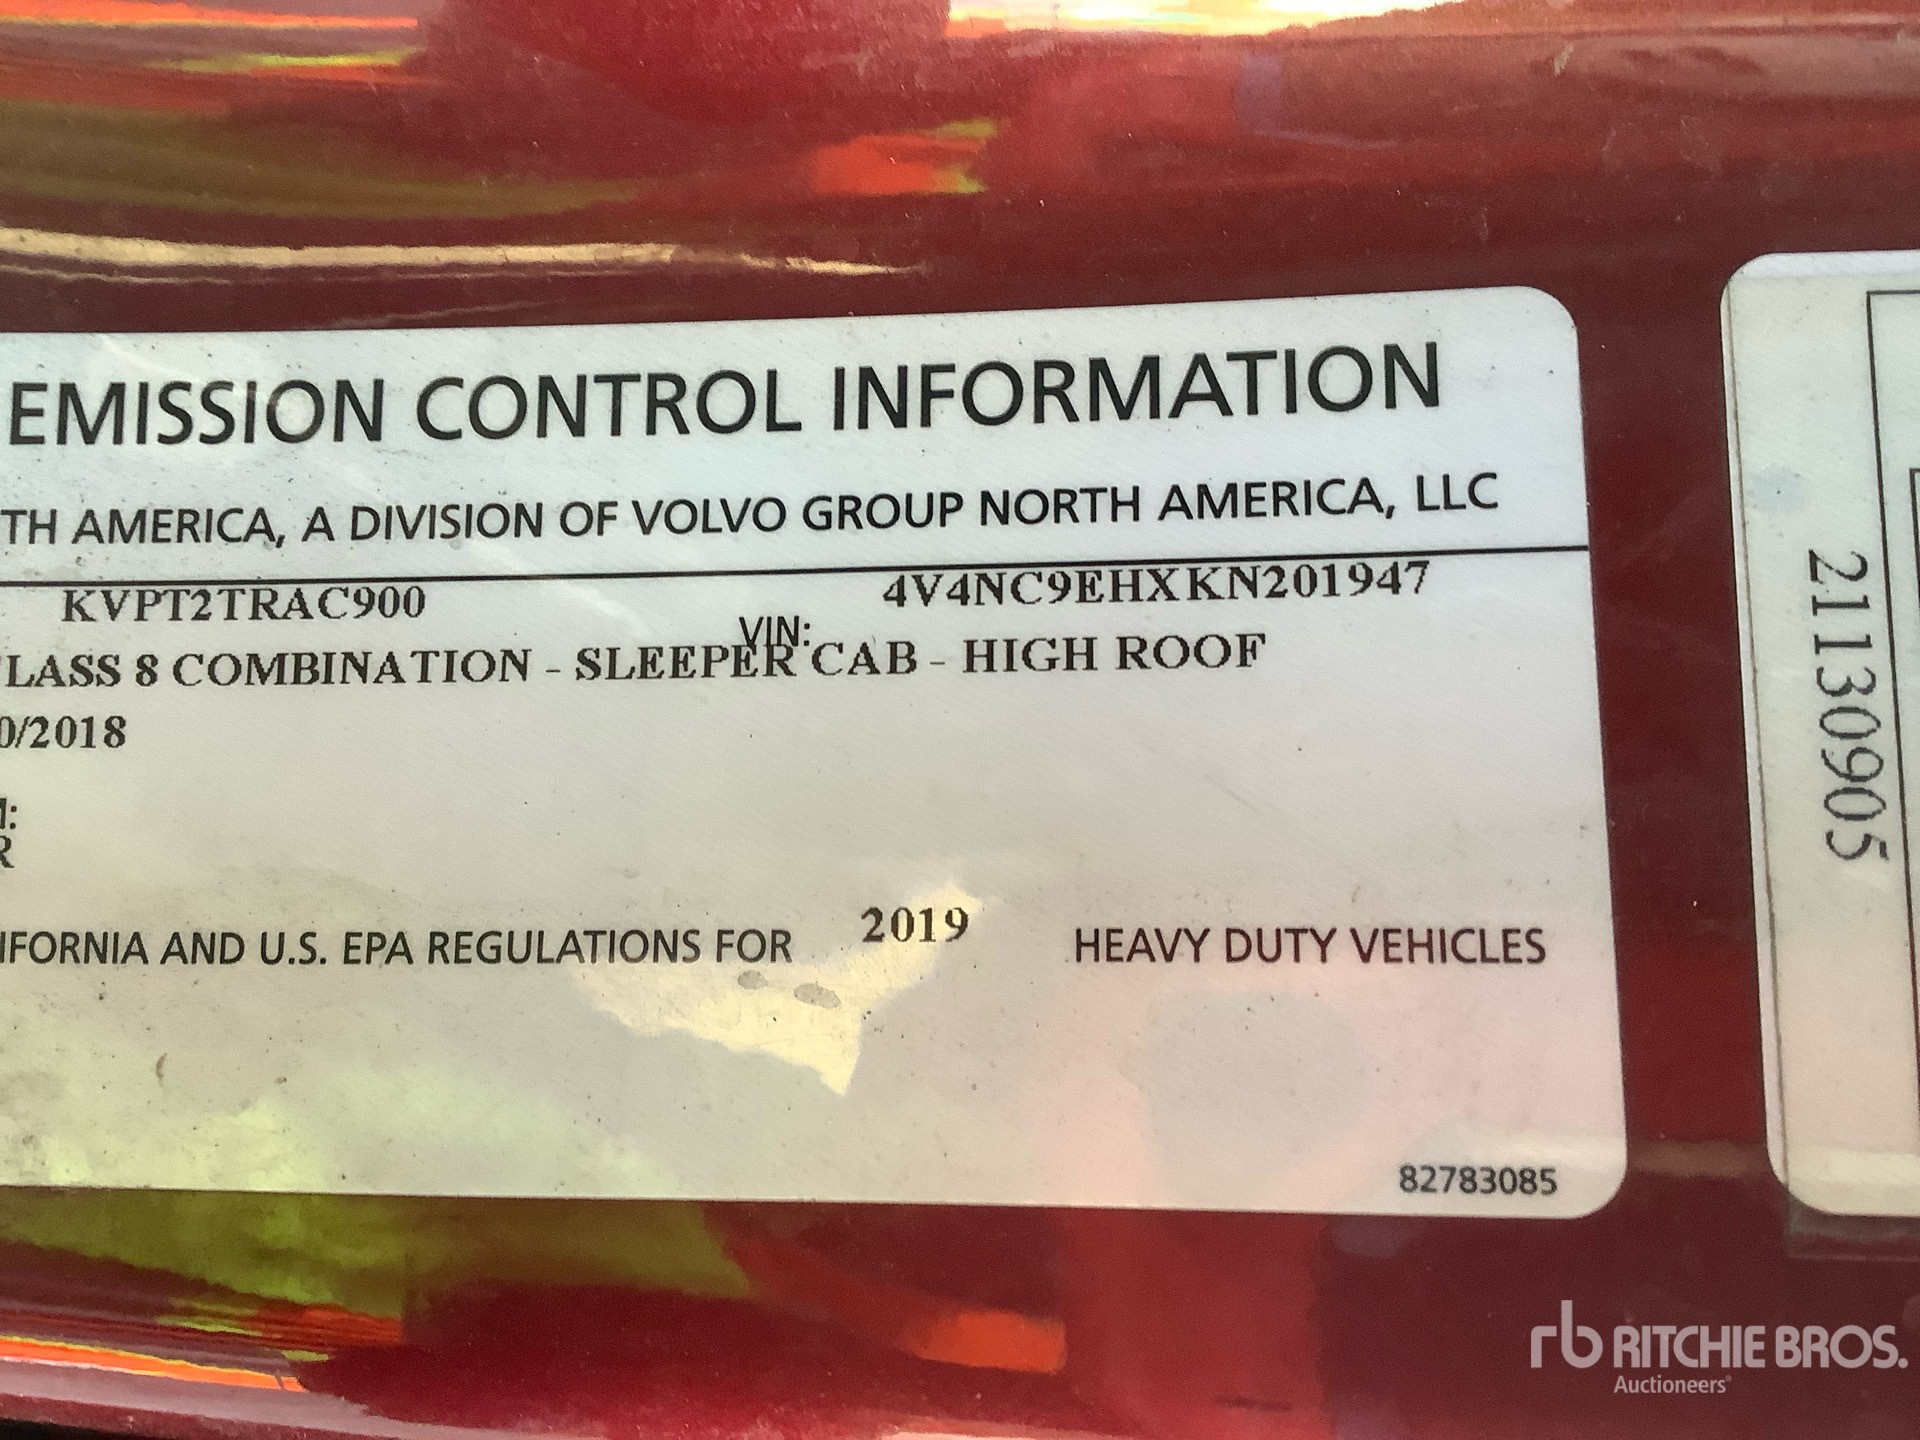 EMISSION CONTROL INFORMATION
TH AMERICA, A DIVISION OF VOLVO GROUP NORTH AMERICA, LLC
KVPT2TRAC900
VIN: 4V4NC9EHXKN201947
LASS 8 COMBINATION - SLEEPER CAB - HIGH ROOF
0/2018
:
R
IFORNIA AND U.S. EPA REGULATIONS FOR 2019 HEAVY DUTY VEHICLES
82783085
21130905
rb RITCHIE BROS.
Auctioneers